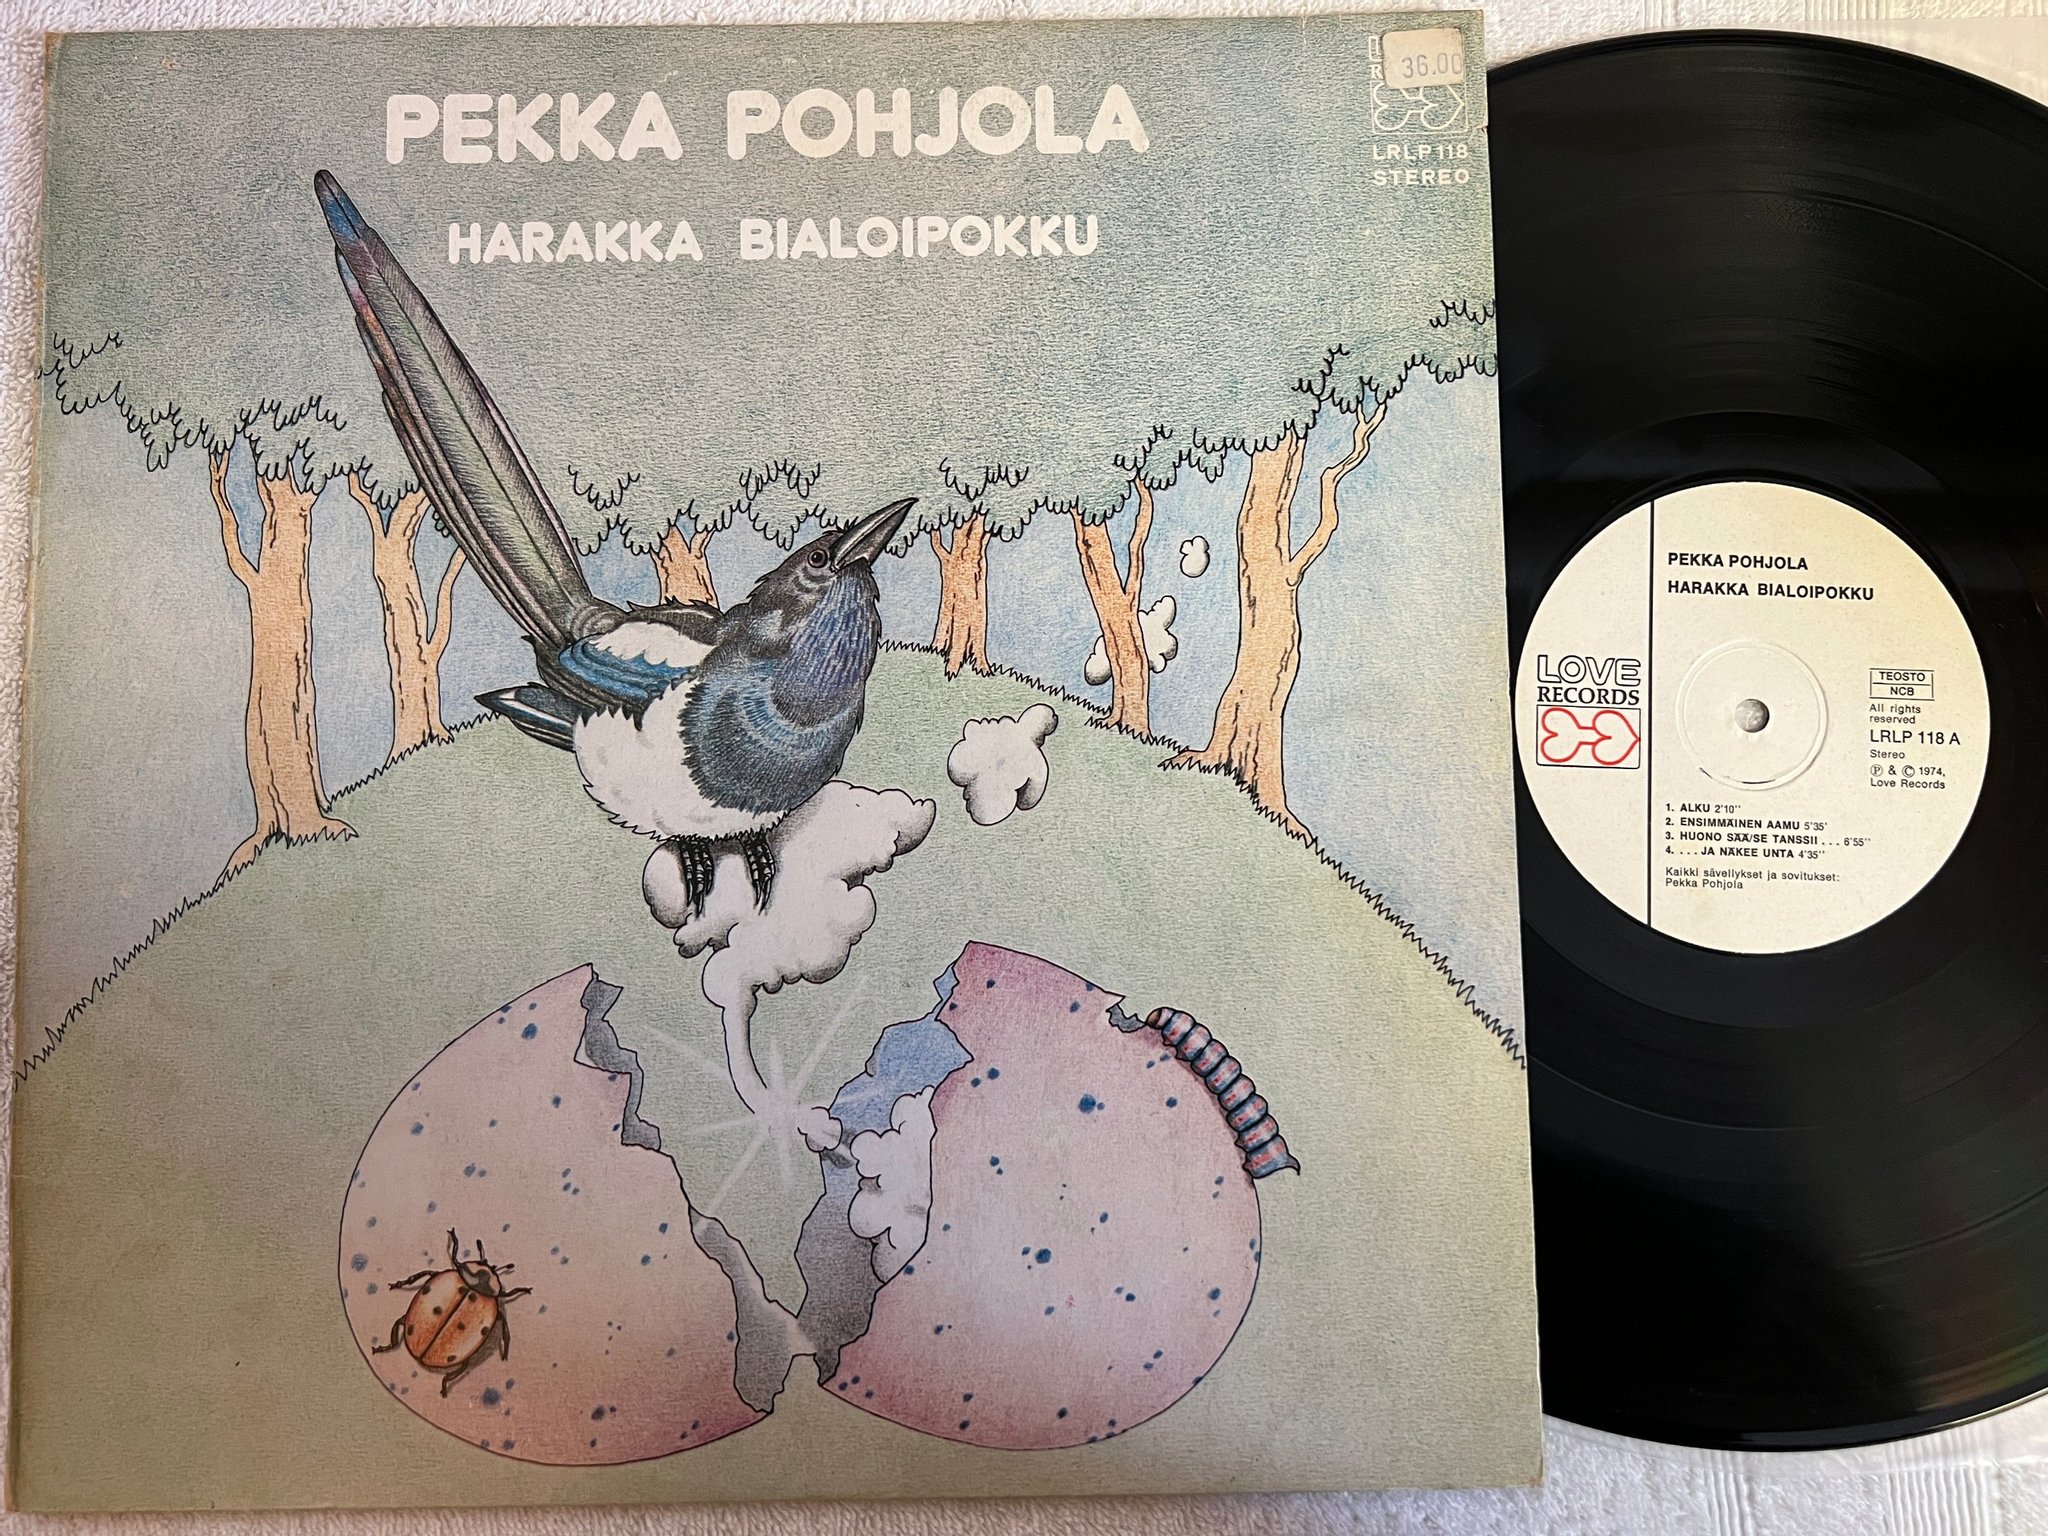 PEKKA POHJOLA
HARAKKA BIALOIPOKKU
36.00
LRLP 118
STEREO
PEKKA POHJOLA
HARAKKA BIALOIPOKKU
LOVE
RECORDS
TEOSTO
NCB
All rights
reserved
LRLP 118 A
Stereo
Ⓟ & © 1974,
Love Records
1. ALKU 2'10''
2. ENSIMMÄINEN AAMU 5'35'
3. HUONO SÄÄ/SE TANSSII . . . 6'55''
4. . . . JA NÄKEE UNTA 4'35''
Kaikki sävellykset ja sovitukset:
Pekka Pohjola